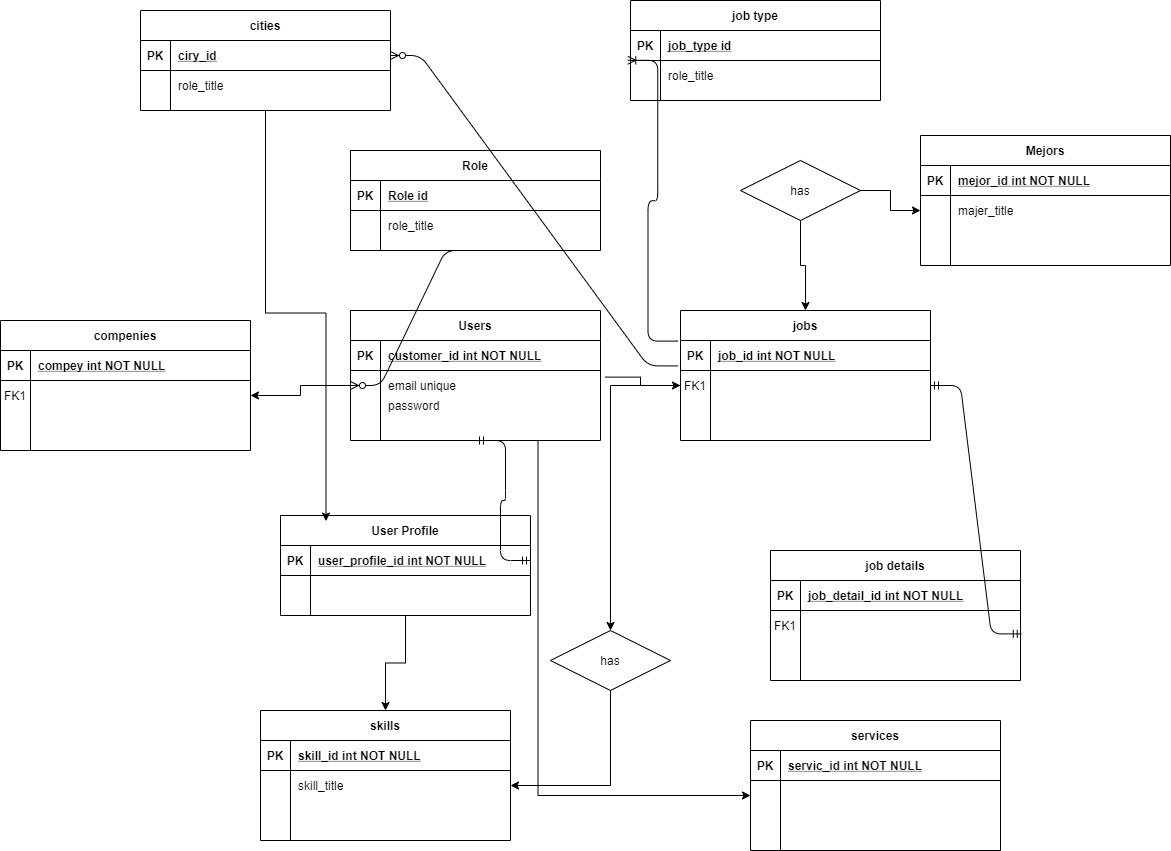 cities
PK ciry_id
role_title
job type
PK job_type id
role_title
Role
PK Role id
role_title
has
Mejors
PK mejor_id int NOT NULL
majer_title
compenies
PK compey int NOT NULL
FK1
Users
PK customer_id int NOT NULL
email unique
password
jobs
PK job_id int NOT NULL
FK1
User Profile
PK user_profile_id int NOT NULL
job details
PK job_detail_id int NOT NULL
FK1
has
skills
PK skill_id int NOT NULL
skill_title
services
PK servic_id int NOT NULL